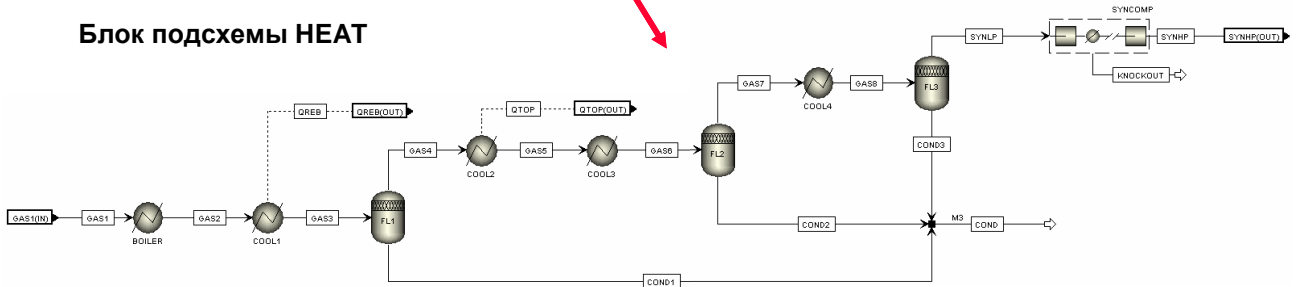 Блок подсхемы HEAT
SYNCOMP
SYNLP
SYNHP
SYNHP(OUT)
KNOCKOUT
GAS7
GAS8
COOL4
FL3
QREB
QREB(OUT)
QTOP
QTOP(OUT)
GAS4
GAS5
GAS6
COOL2
COOL3
FL2
COND3
GAS1(IN)
GAS1
GAS2
GAS3
BOILER
COOL1
FL1
COND2
M3
COND
COND1